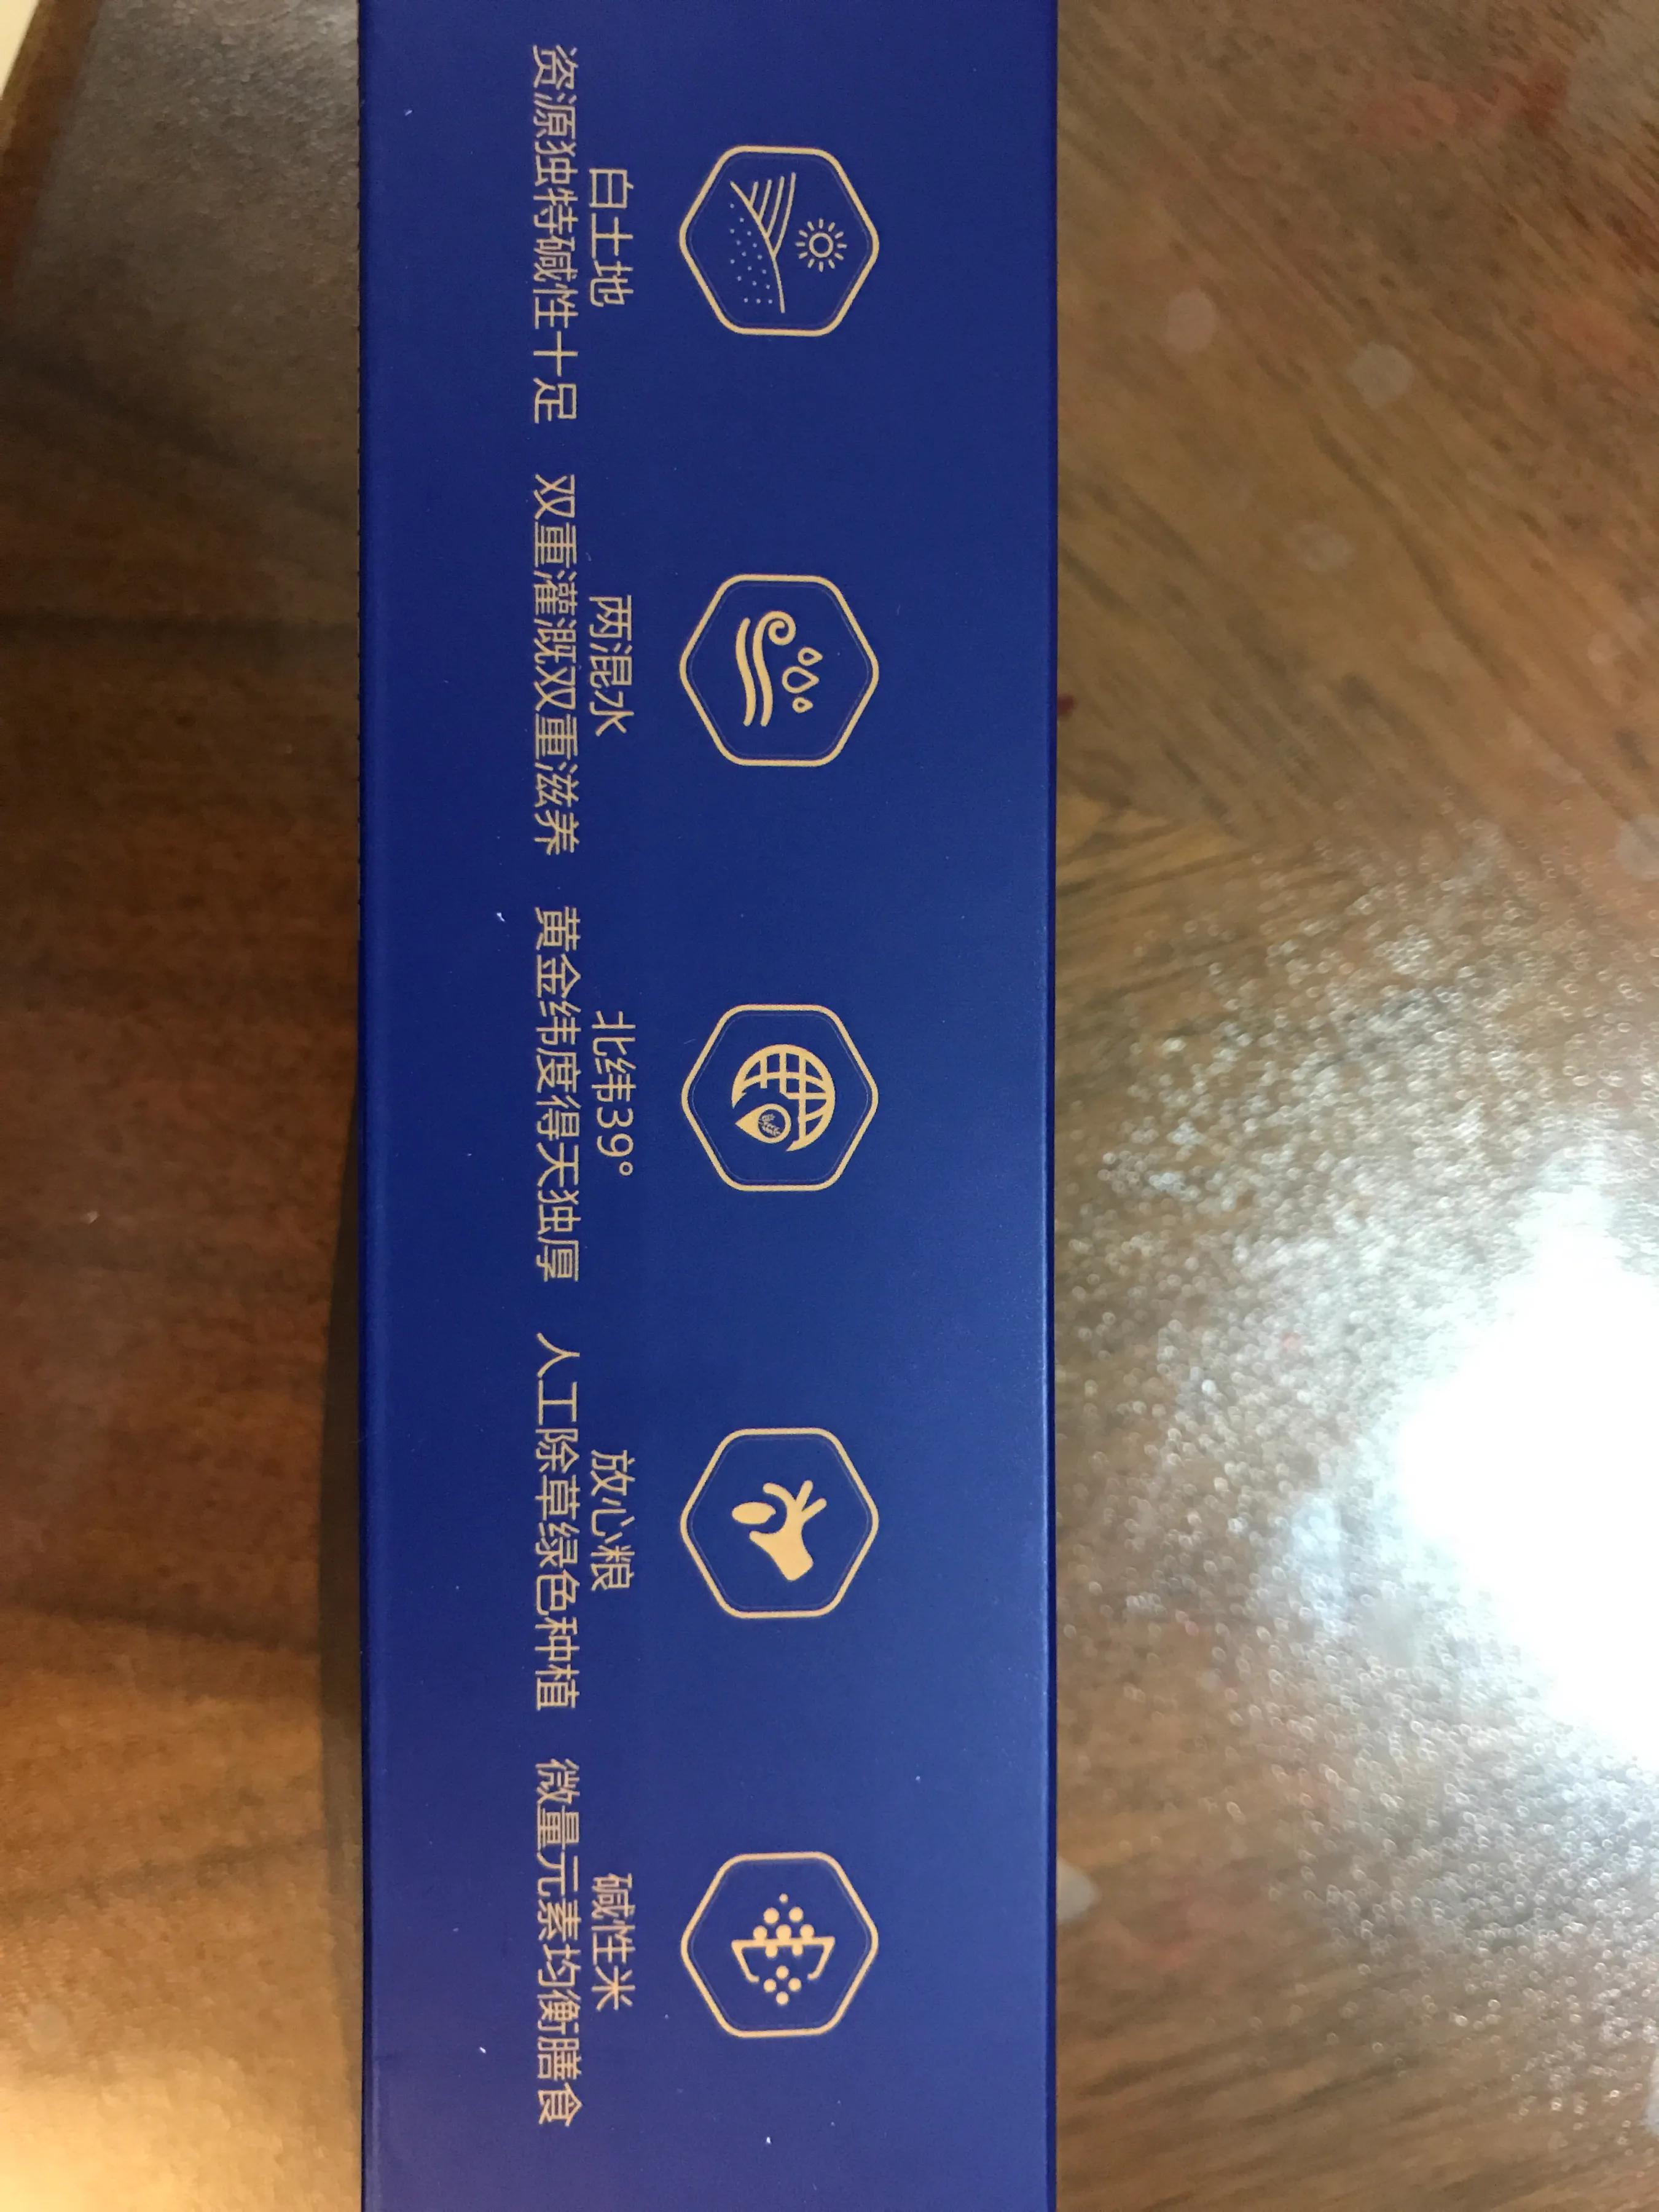 白土地
资源独特碱性十足
两混水
双重灌溉双重滋养
北纬39°
黄金纬度得天独厚
放心粮
人工除草绿色种植
碱性米
微量元素均衡膳食